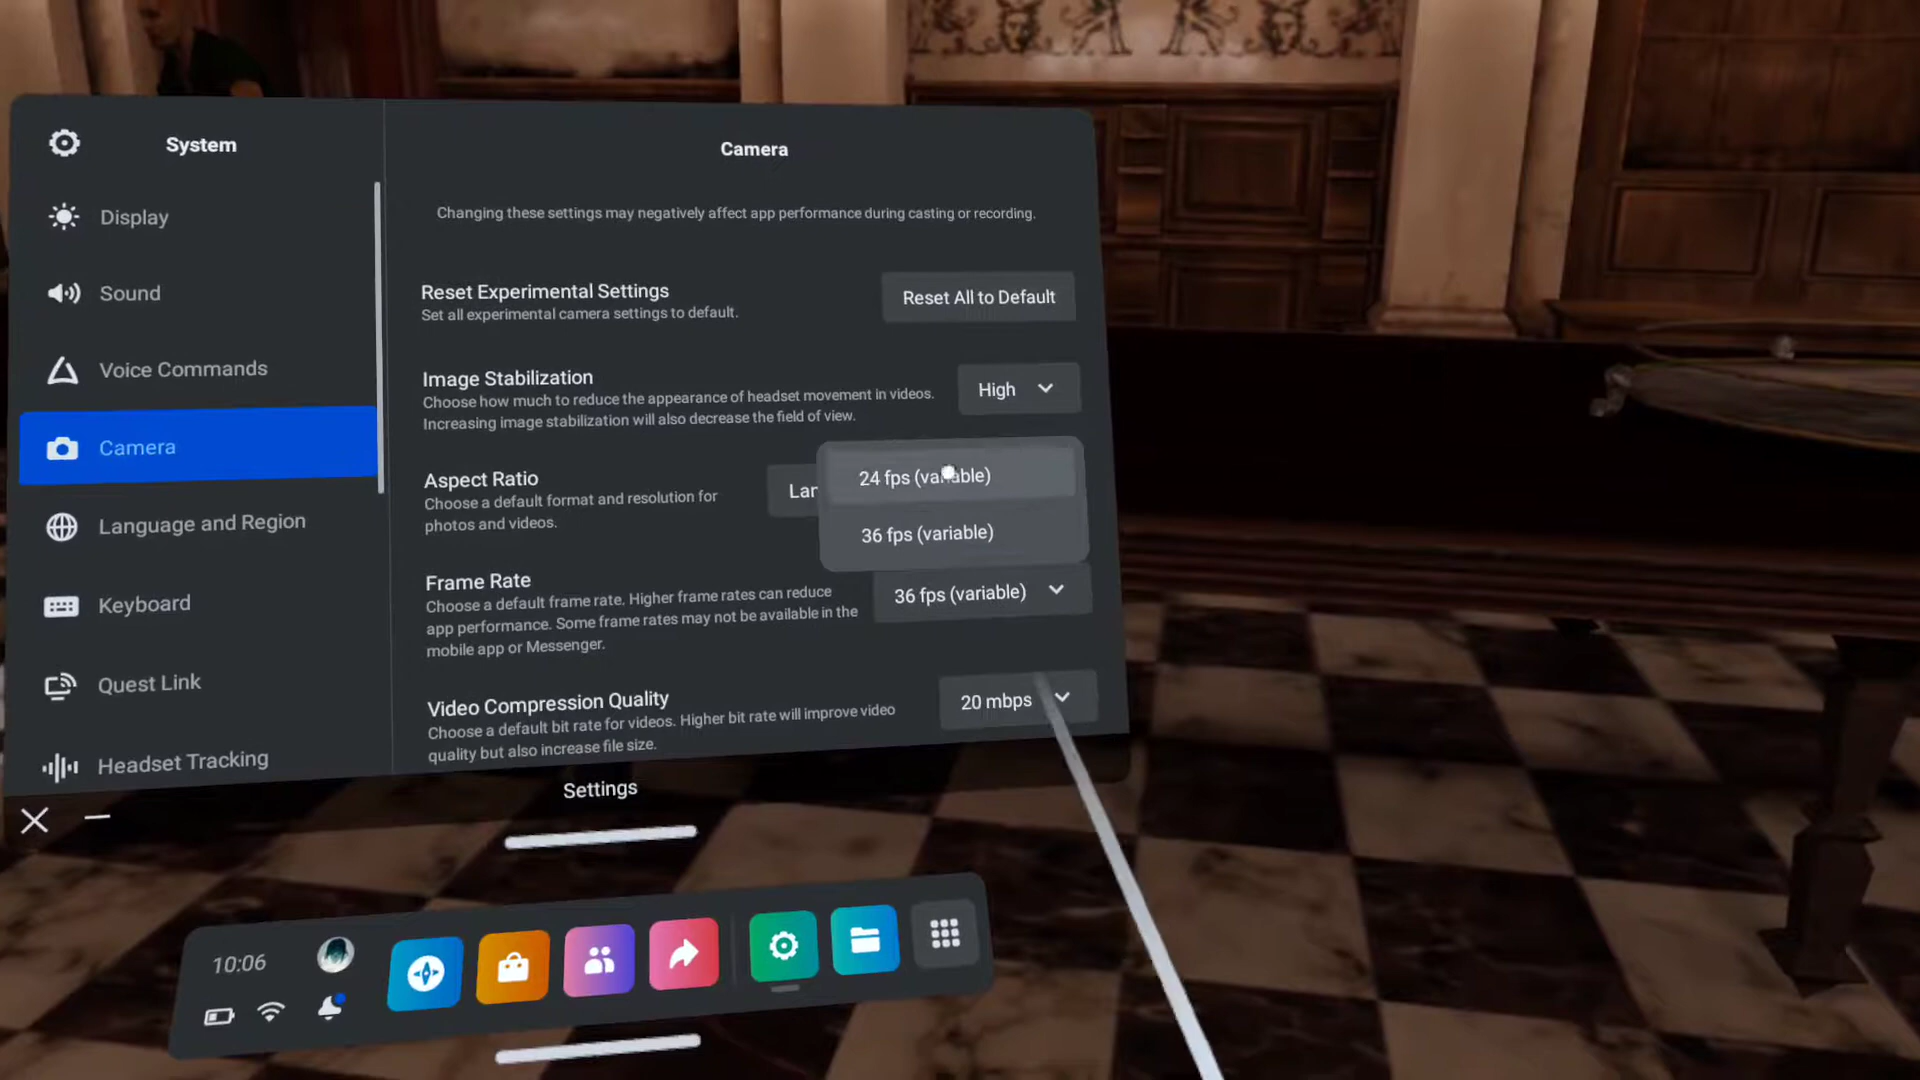 System
Camera
Display
Sound
Voice Commands
Camera
Language and Region
Keyboard
Quest Link
Headset Tracking
Changing these settings may negatively affect app performance during casting or recording.
Reset Experimental Settings
Set all experimental camera settings to default.
Reset All to Default
Image Stabilization
Choose how much to reduce the appearance of headset movement in videos.
Increasing image stabilization will also decrease the field of view.
High
Aspect Ratio
Choose a default format and resolution for
photos and videos.
Lan
24 fps (variable)
36 fps (variable)
Frame Rate
Choose a default frame rate. Higher frame rates can reduce
app performance. Some frame rates may not be available in the
mobile app or Messenger.
36 fps (variable)
Video Compression Quality
Choose a default bit rate for videos. Higher bit rate will improve video
quality but also increase file size.
20 mbps
Settings
10:06